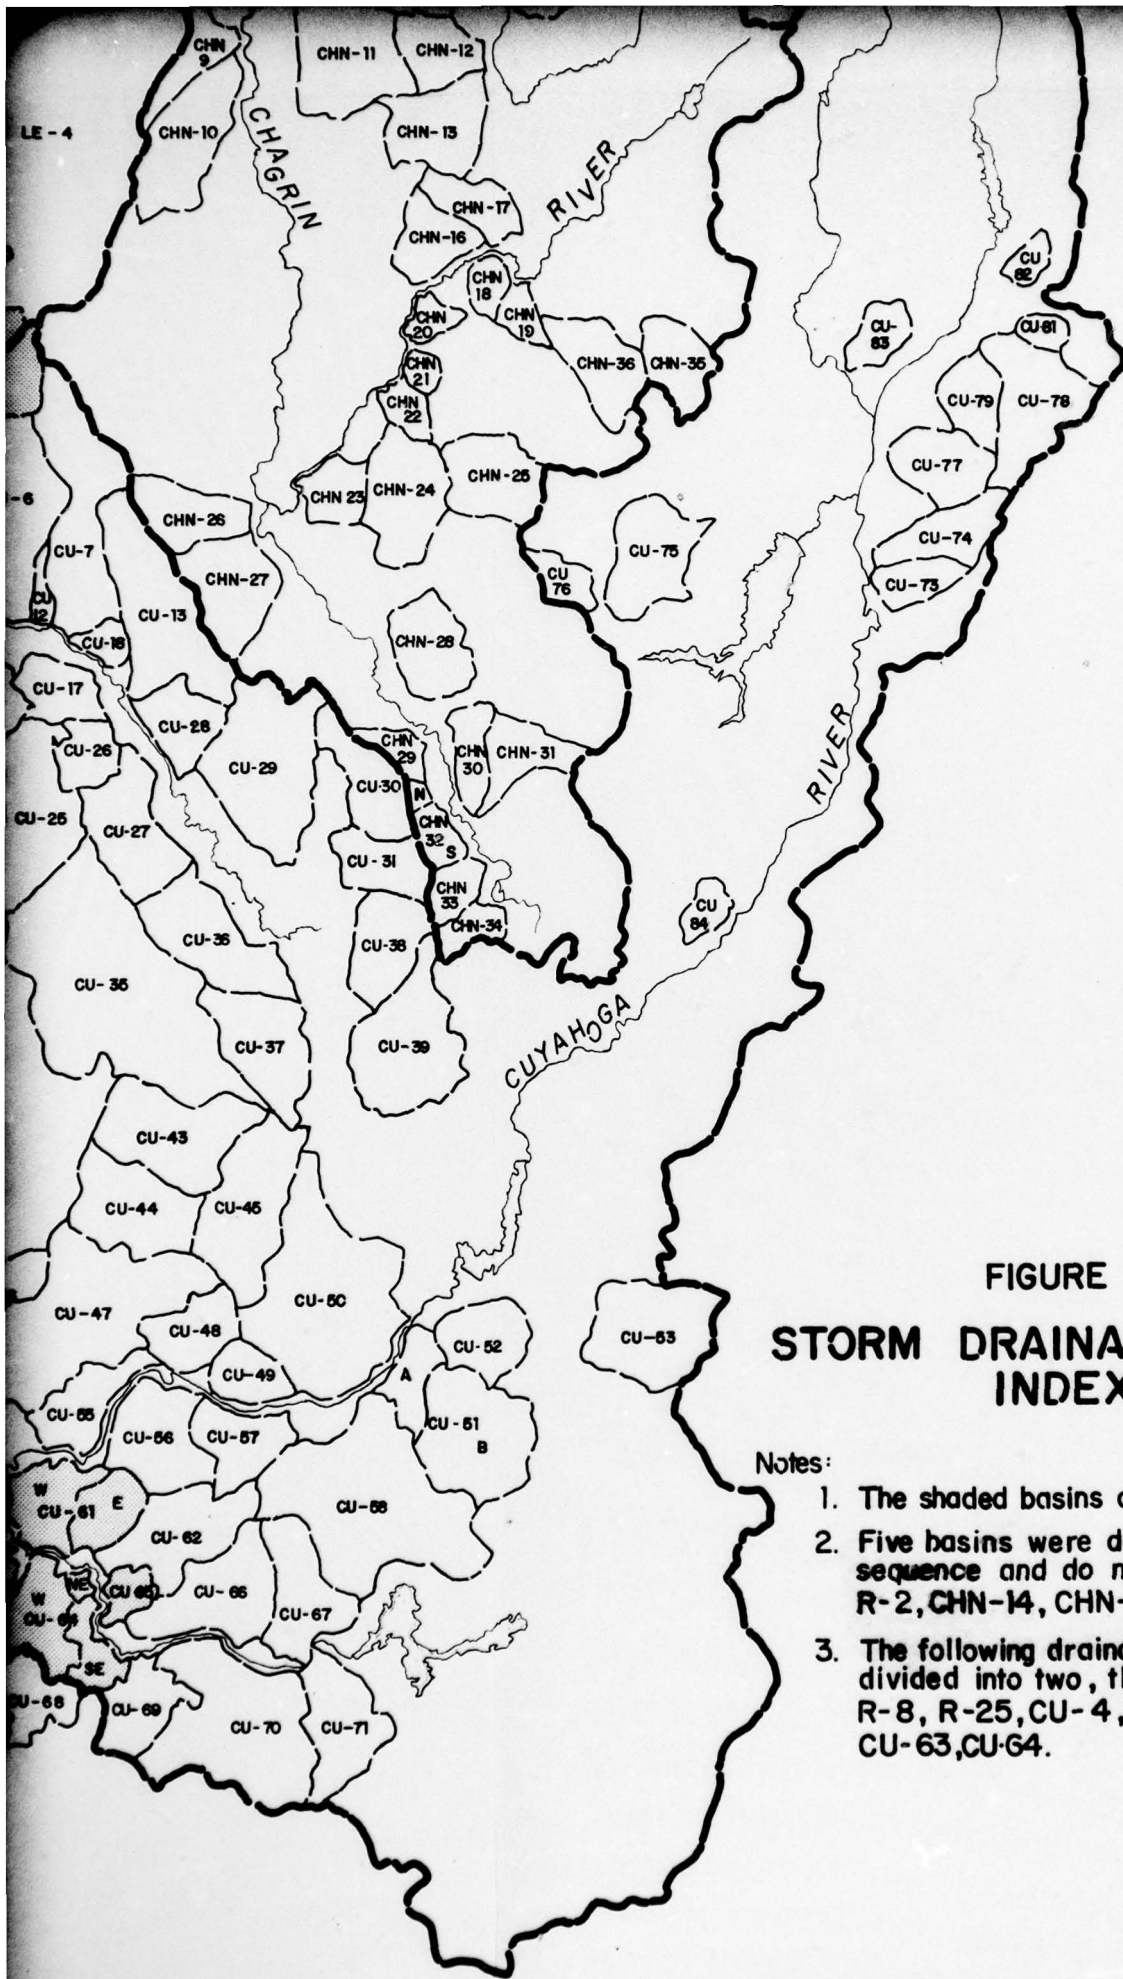 CHN
9
CHN-11
CHN-12
LE-4
CHN-10
CHN-13
CHAGRIN
RIVER
CHN-17
CHN-16
CHN
18
CHN
19
CHN
20
CHN
21
CHN
22
CHN-36
CHN-35
CU
82
CU-81
CU-
83
CU-79
CU-78
CU-77
CU-74
CU-73
-6
CHN-26
CHN 23
CHN-24
CHN-25
CU-7
CHN-27
CU-75
CU
76
CU
12
CU-13
CU-18
CHN-28
CU-17
CU-28
CU-26
CU-29
CHN
29
CHN
30
CHN-31
CU-30
N
CHN
32
S
RIVER
CU-25
CU-27
CU-31
CHN
33
CHN-34
CU
84
CU-36
CU-38
CU-35
CU-37
CU-39
CUYAHOGA
CU-43
CU-44
CU-45
CU-47
CU-48
CU-50
CU-49
CU-52
CU-53
A
CU-51
B
CU-55
CU-56
CU-57
W
CU-61
E
CU-58
CU-62
NE
W
CU-64
CU 65
CU-66
CU-67
SE
CU-68
CU-69
CU-70
CU-71
FIGURE
STORM DRAINA
INDEX
Notes:
1. The shaded basins
2. Five basins were d
sequence and do
R-2, CHN-14, CHN-
3. The following draina
divided into two, th
R-8, R-25, CU-4,
CU-63, CU-64.